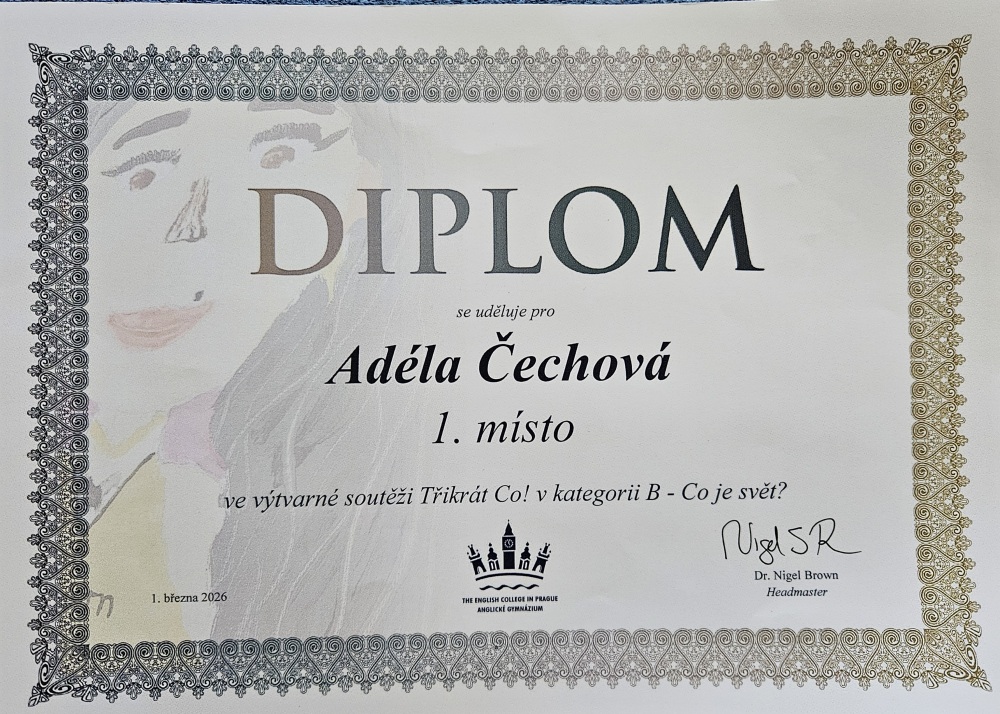 DIPLOM
se uděluje pro
Adéla Čechová
1. místo
ve výtvarné soutěži Třikrát Co! v kategorii B - Co je svět?
THE ENGLISH COLLEGE IN PRAGUE
ANGLICKÉ GYMNÁZIUM
1. března 2026
Dr. Nigel Brown
Headmaster